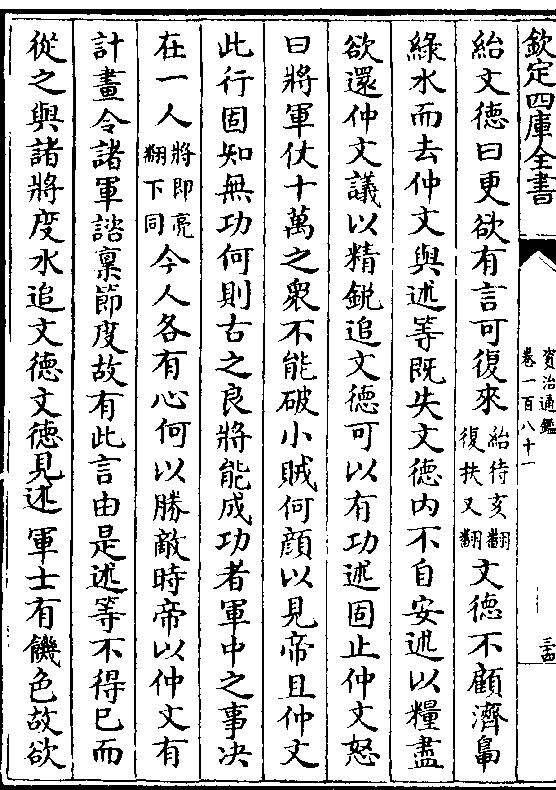 欽定四庫全書
資治通鑑
卷一百八十一
三四
紿文德曰更欲有言可復來紿待亥翻復扶又翻文德不顧濟鴨
綠水而去仲文與述等既失文德内不自安述以糧盡
欲還仲文議以精銳追文德可以有功述固止仲文怒
曰將軍仗十萬之衆不能破小賊何顔以見帝且仲文
此行固知無功何則古之良將能成功者軍中之事决
在一人將即亮翻下同今人各有心何以勝敵時帝以仲文有
計畫令諸軍諮稟節度故有此言由是述等不得已而
從之與諸將度水追文德文德見述軍士有饑色故欲